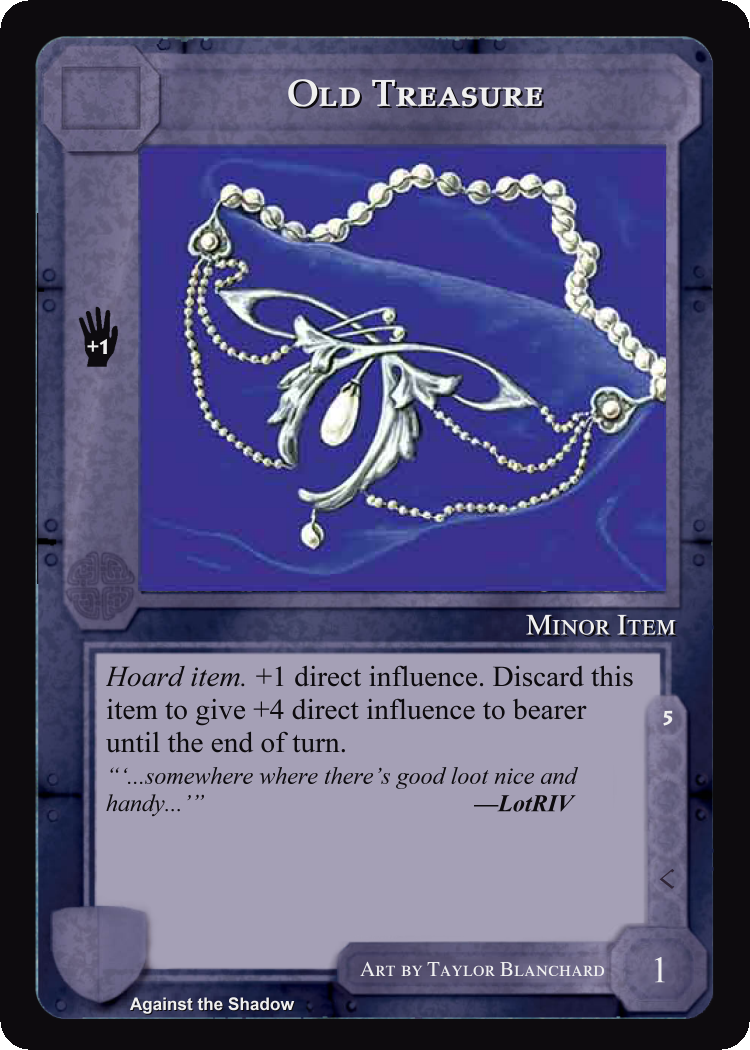 Old Treasure
+1
Minor Item
Hoard item. +1 direct influence. Discard this
item to give +4 direct influence to bearer
until the end of turn.
“‘...somewhere where there’s good loot nice and
handy...’” —LotRIV
5
<
Art by Taylor Blanchard
1
Against the Shadow